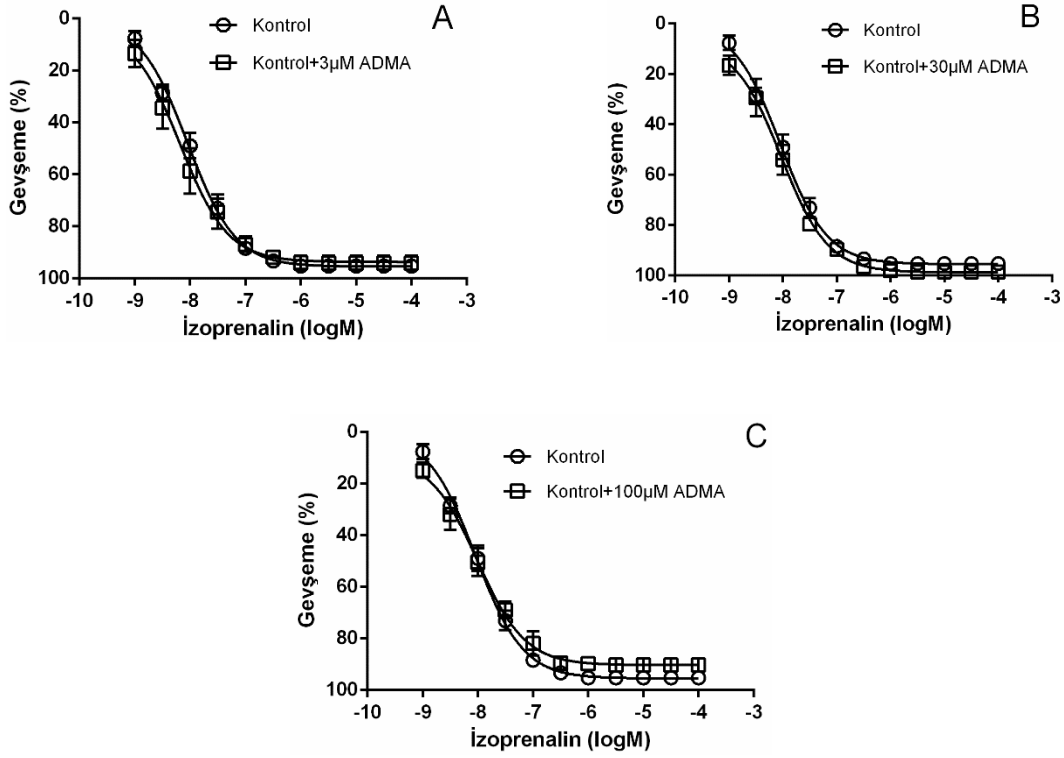 A
Kontrol
Kontrol+3µM ADMA
0
20
40
60
80
100
Gevşeme (%)
-10 -9 -8 -7 -6 -5 -4 -3
İzoprenalin (logM)
B
Kontrol
Kontrol+30µM ADMA
0
20
40
60
80
100
Gevşeme (%)
-10 -9 -8 -7 -6 -5 -4 -3
İzoprenalin (logM)
C
Kontrol
Kontrol+100µM ADMA
0
20
40
60
80
100
Gevşeme (%)
-10 -9 -8 -7 -6 -5 -4 -3
İzoprenalin (logM)